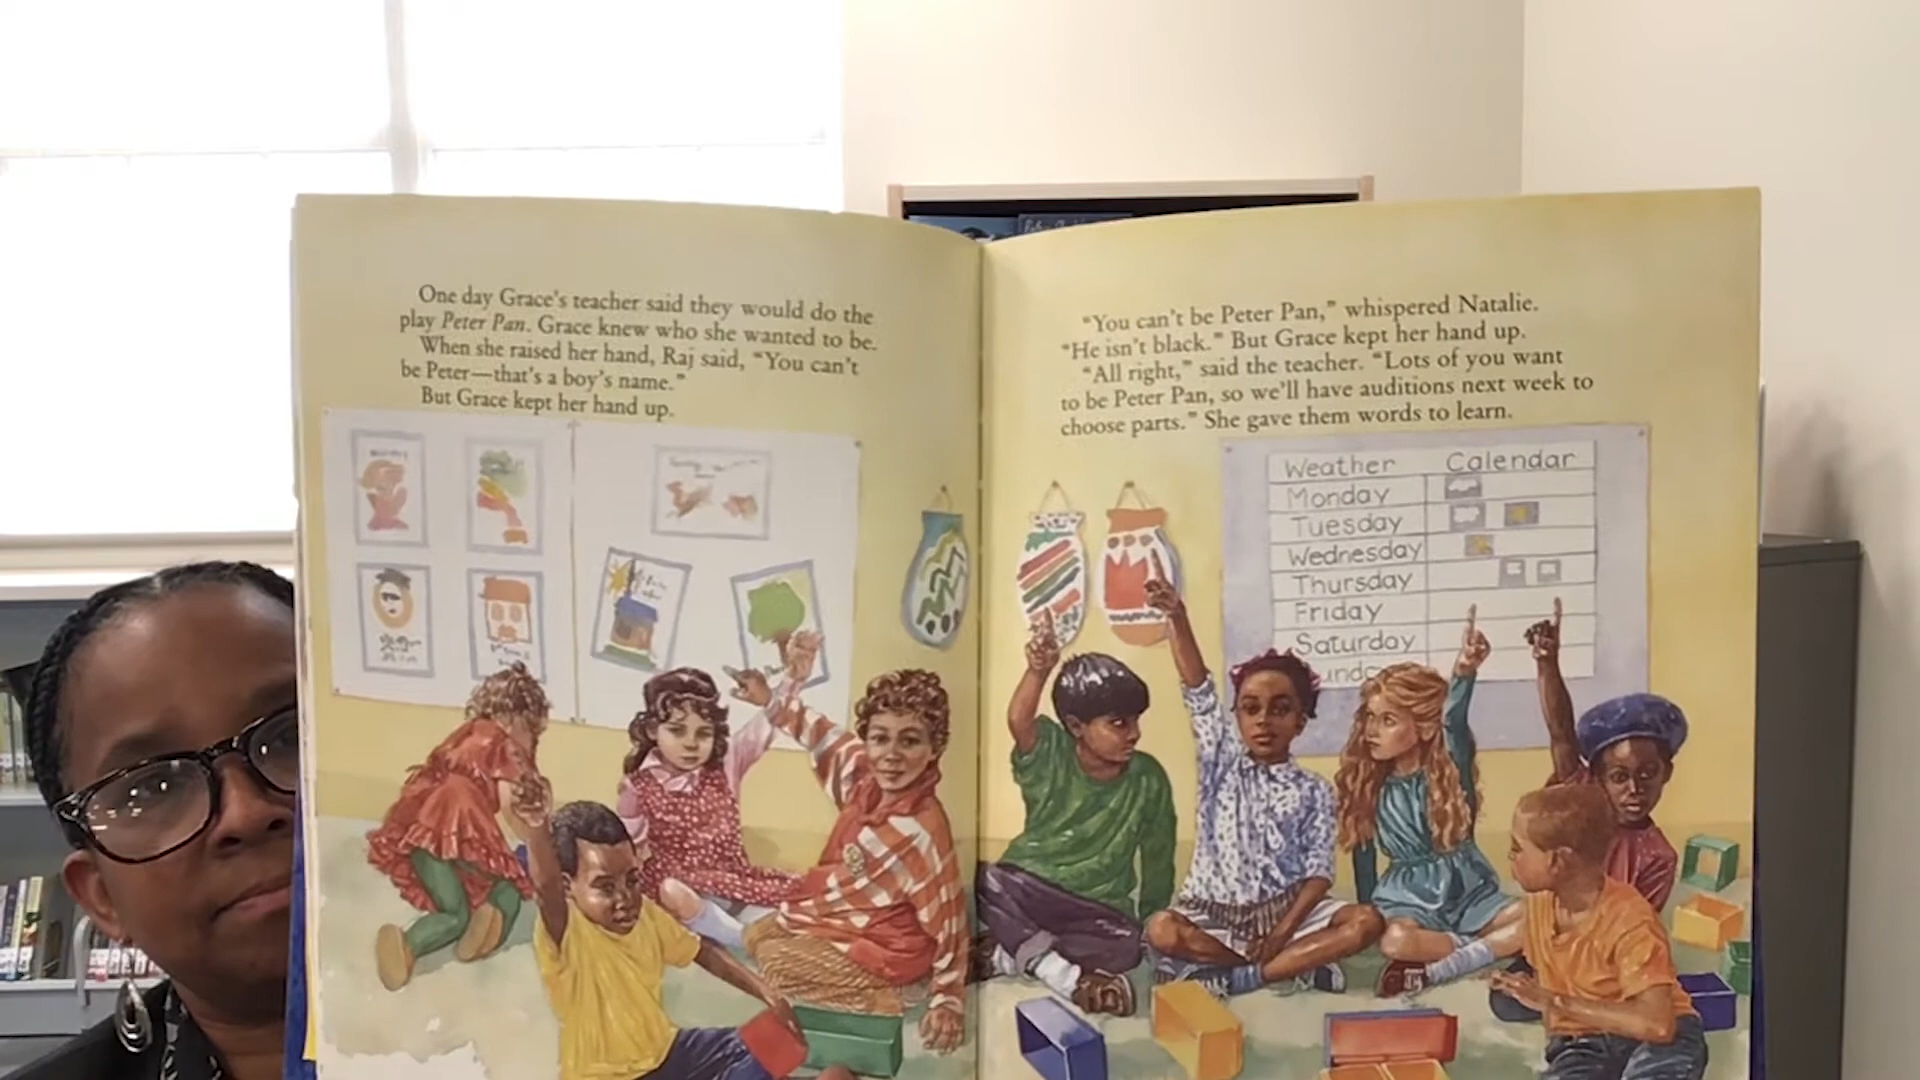 One day Grace's teacher said they would do the
play Peter Pan. Grace knew who she wanted to be.
When she raised her hand, Raj said, “You can't
be Peter—that's a boy's name.”
But Grace kept her hand up.
“You can't be Peter Pan,” whispered Natalie.
“He isn't black.” But Grace kept her hand up.
“All right,” said the teacher. “Lots of you want
to be Peter Pan, so we'll have auditions next week to
choose parts.” She gave them words to learn.
Weather Calendar
Monday
Tuesday
Wednesday
Thursday
Friday
Saturday